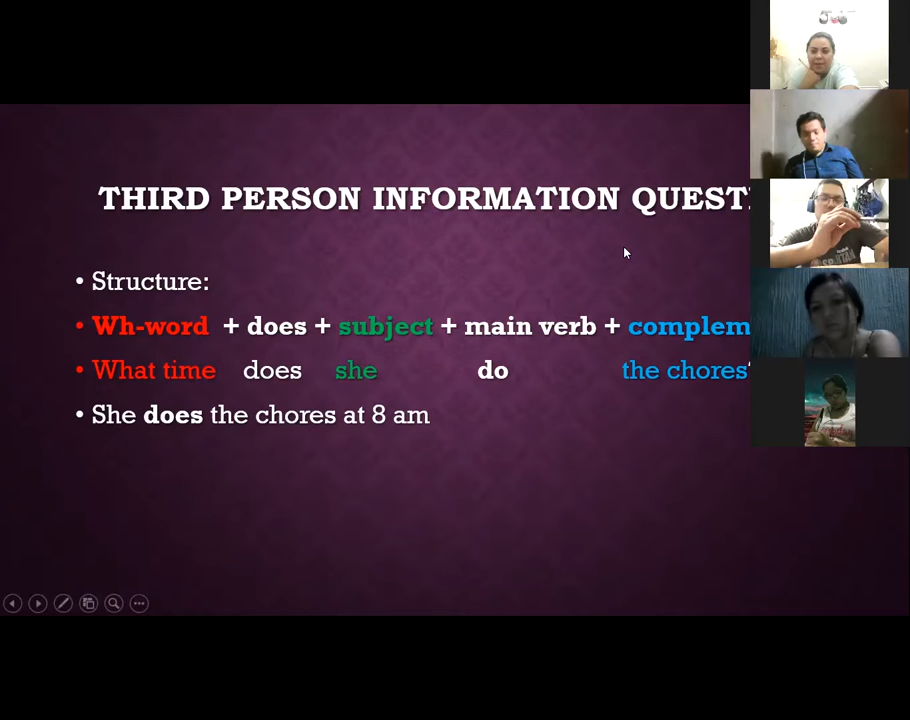 THIRD PERSON INFORMATION QUESTI
• Structure:
• Wh-word + does + subject + main verb + complem
• What time does she do the chores?
• She does the chores at 8 am